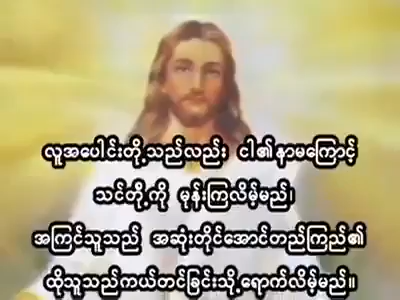 လူအပေါင်းတို့သည်လည်း ငါ၏နာမကြောင့်
သင်တို့ကို မုန်းကြလိမ့်မည်၊
အကြင်သူသည် အဆုံးတိုင်အောင်တည်ကြည်၏
ထိုသူသည်ကယ်တင်ခြင်းသို့ရောက်လိမ့်မည်။